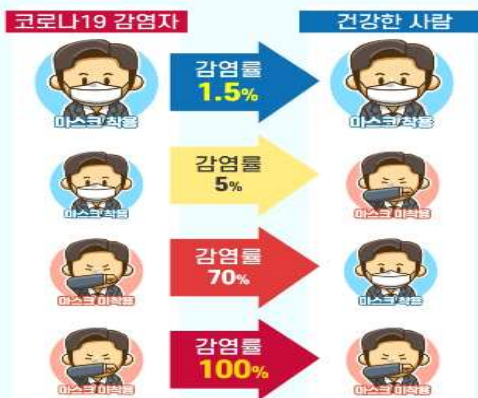 코로나19 감염자
건강한 사람
감염률
1.5%
마스크 착용
마스크 착용
감염률
5%
마스크 착용
마스크 미착용
감염률
70%
마스크 미착용
마스크 착용
감염률
100%
마스크 미착용
마스크 미착용